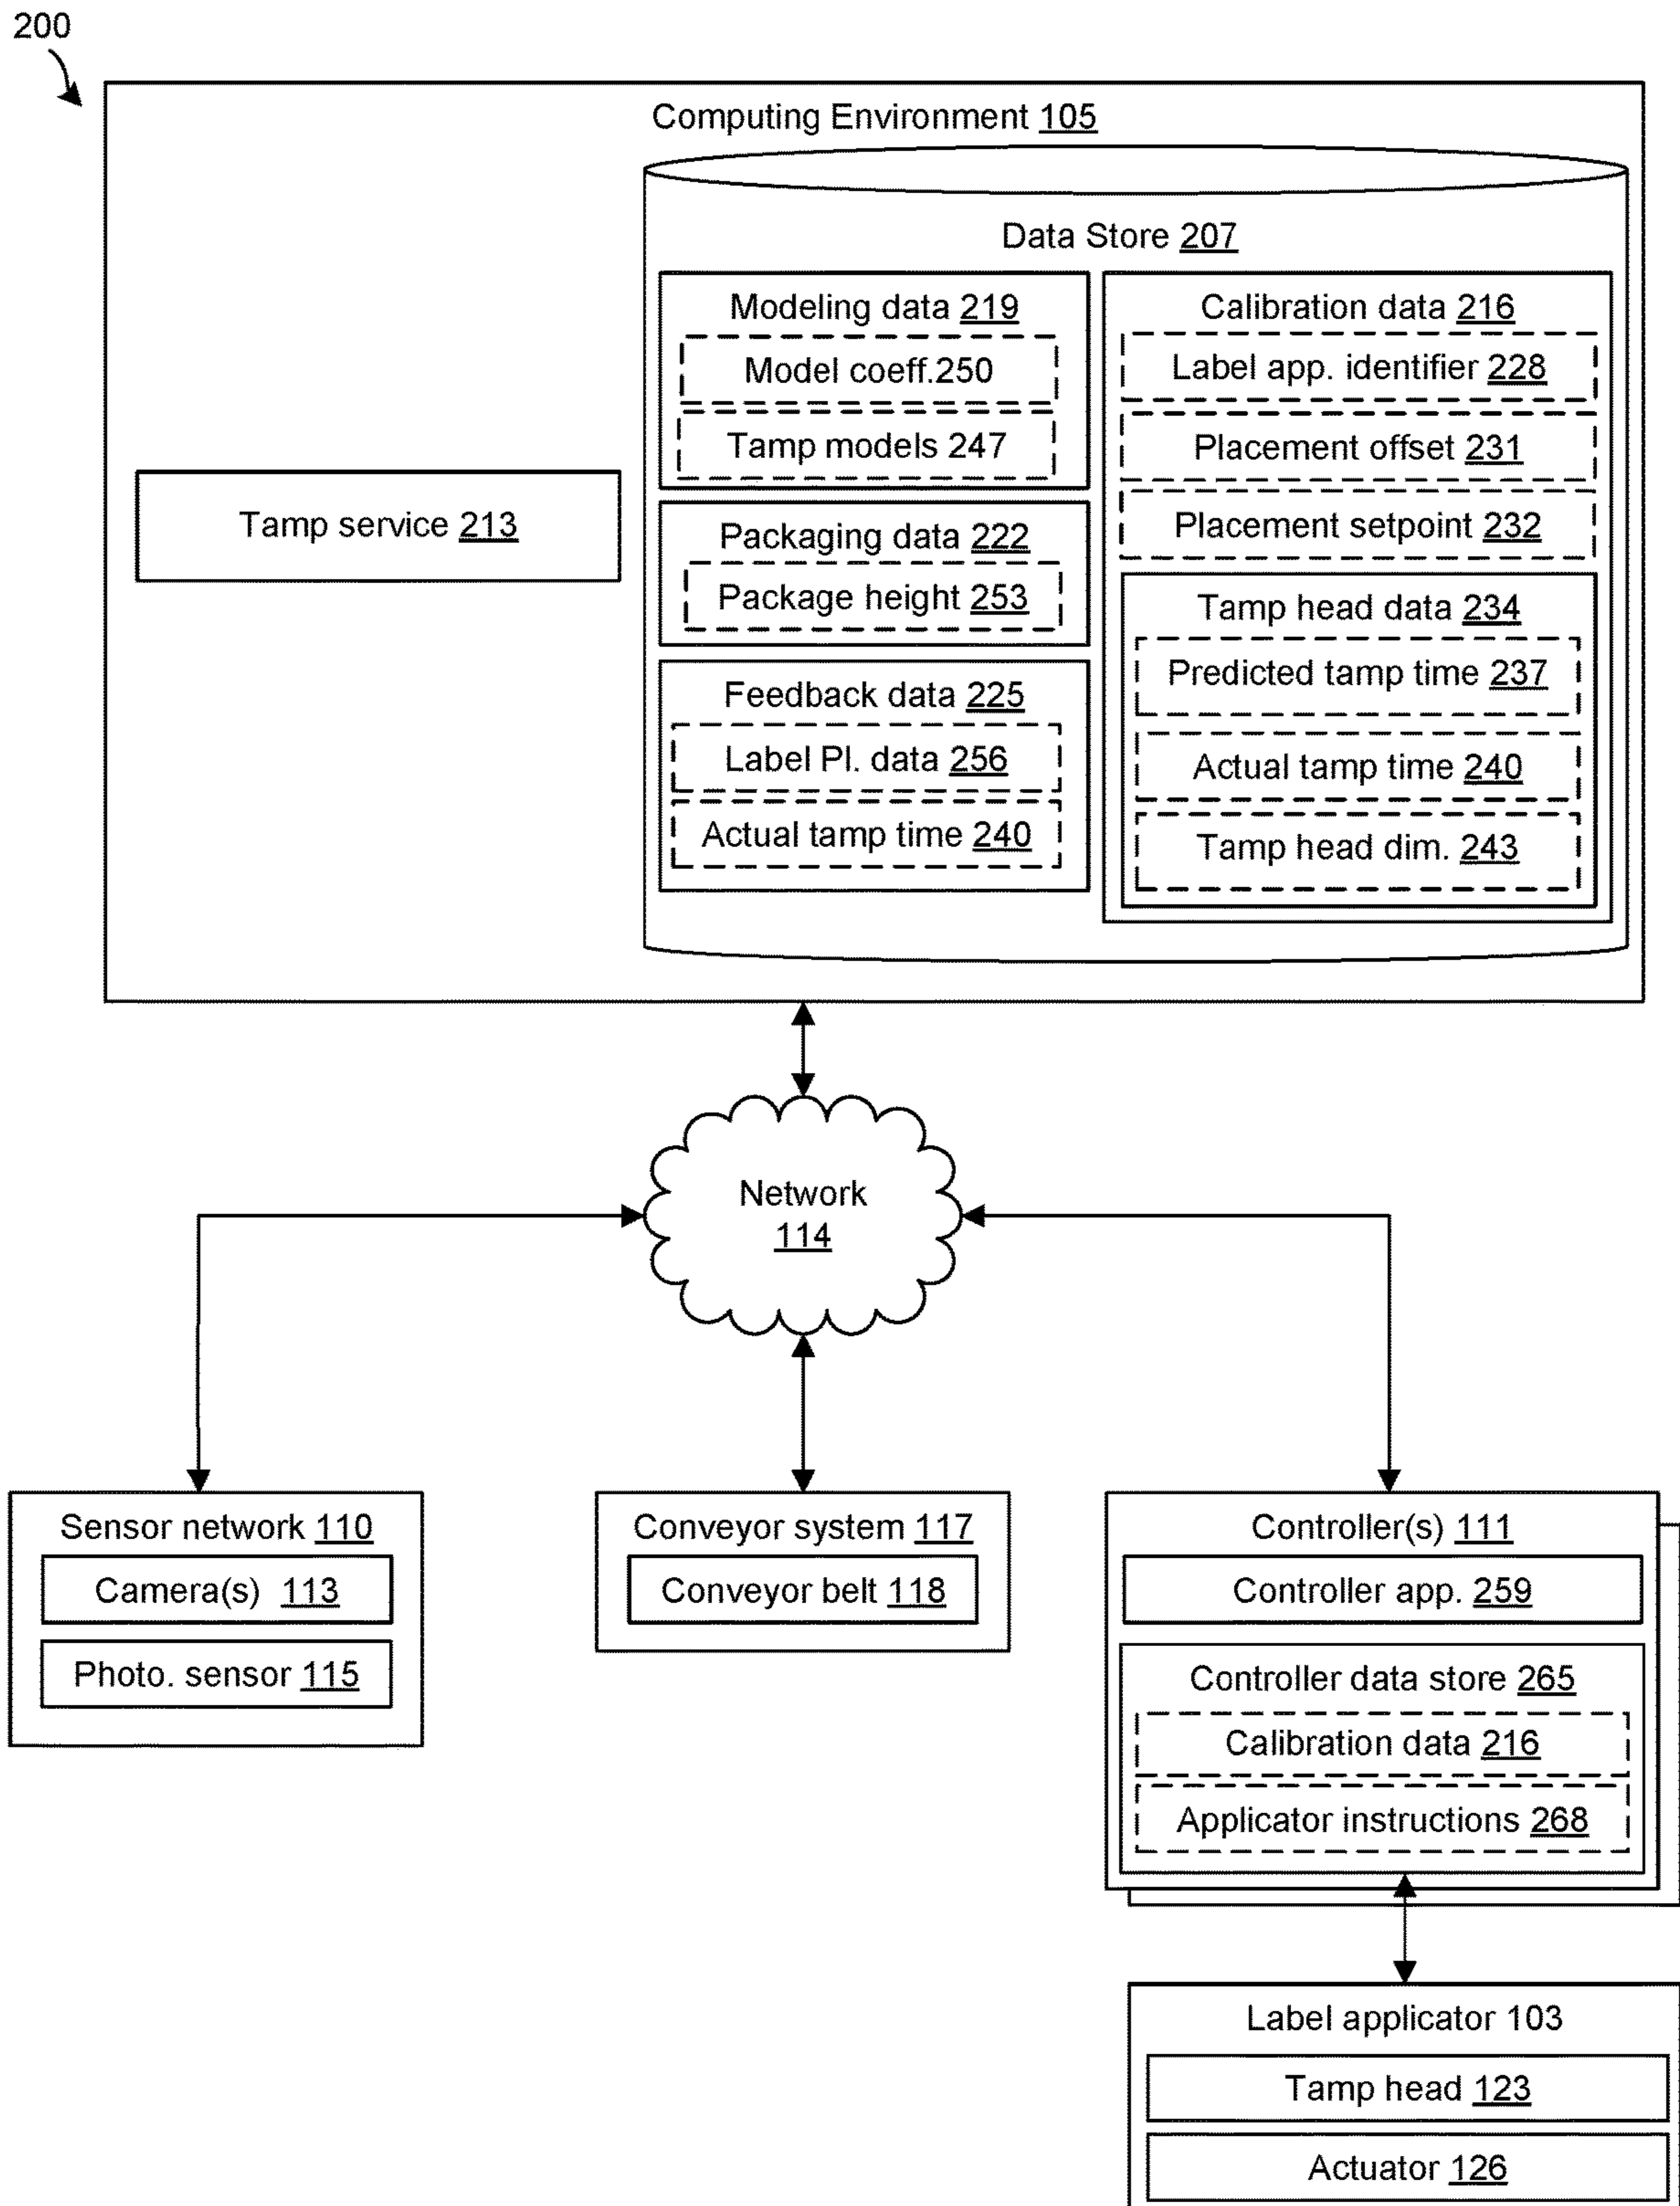 200
Computing Environment 105
Data Store 207
Modeling data 219
Model coeff.250
Tamp models 247
Packaging data 222
Package height 253
Feedback data 225
Label Pl. data 256
Actual tamp time 240
Calibration data 216
Label app. identifier 228
Placement offset 231
Placement setpoint 232
Tamp head data 234
Predicted tamp time 237
Actual tamp time 240
Tamp head dim. 243
Tamp service 213
Network
114
Sensor network 110
Camera(s) 113
Photo. sensor 115
Conveyor system 117
Conveyor belt 118
Controller(s) 111
Controller app. 259
Controller data store 265
Calibration data 216
Applicator instructions 268
Label applicator 103
Tamp head 123
Actuator 126